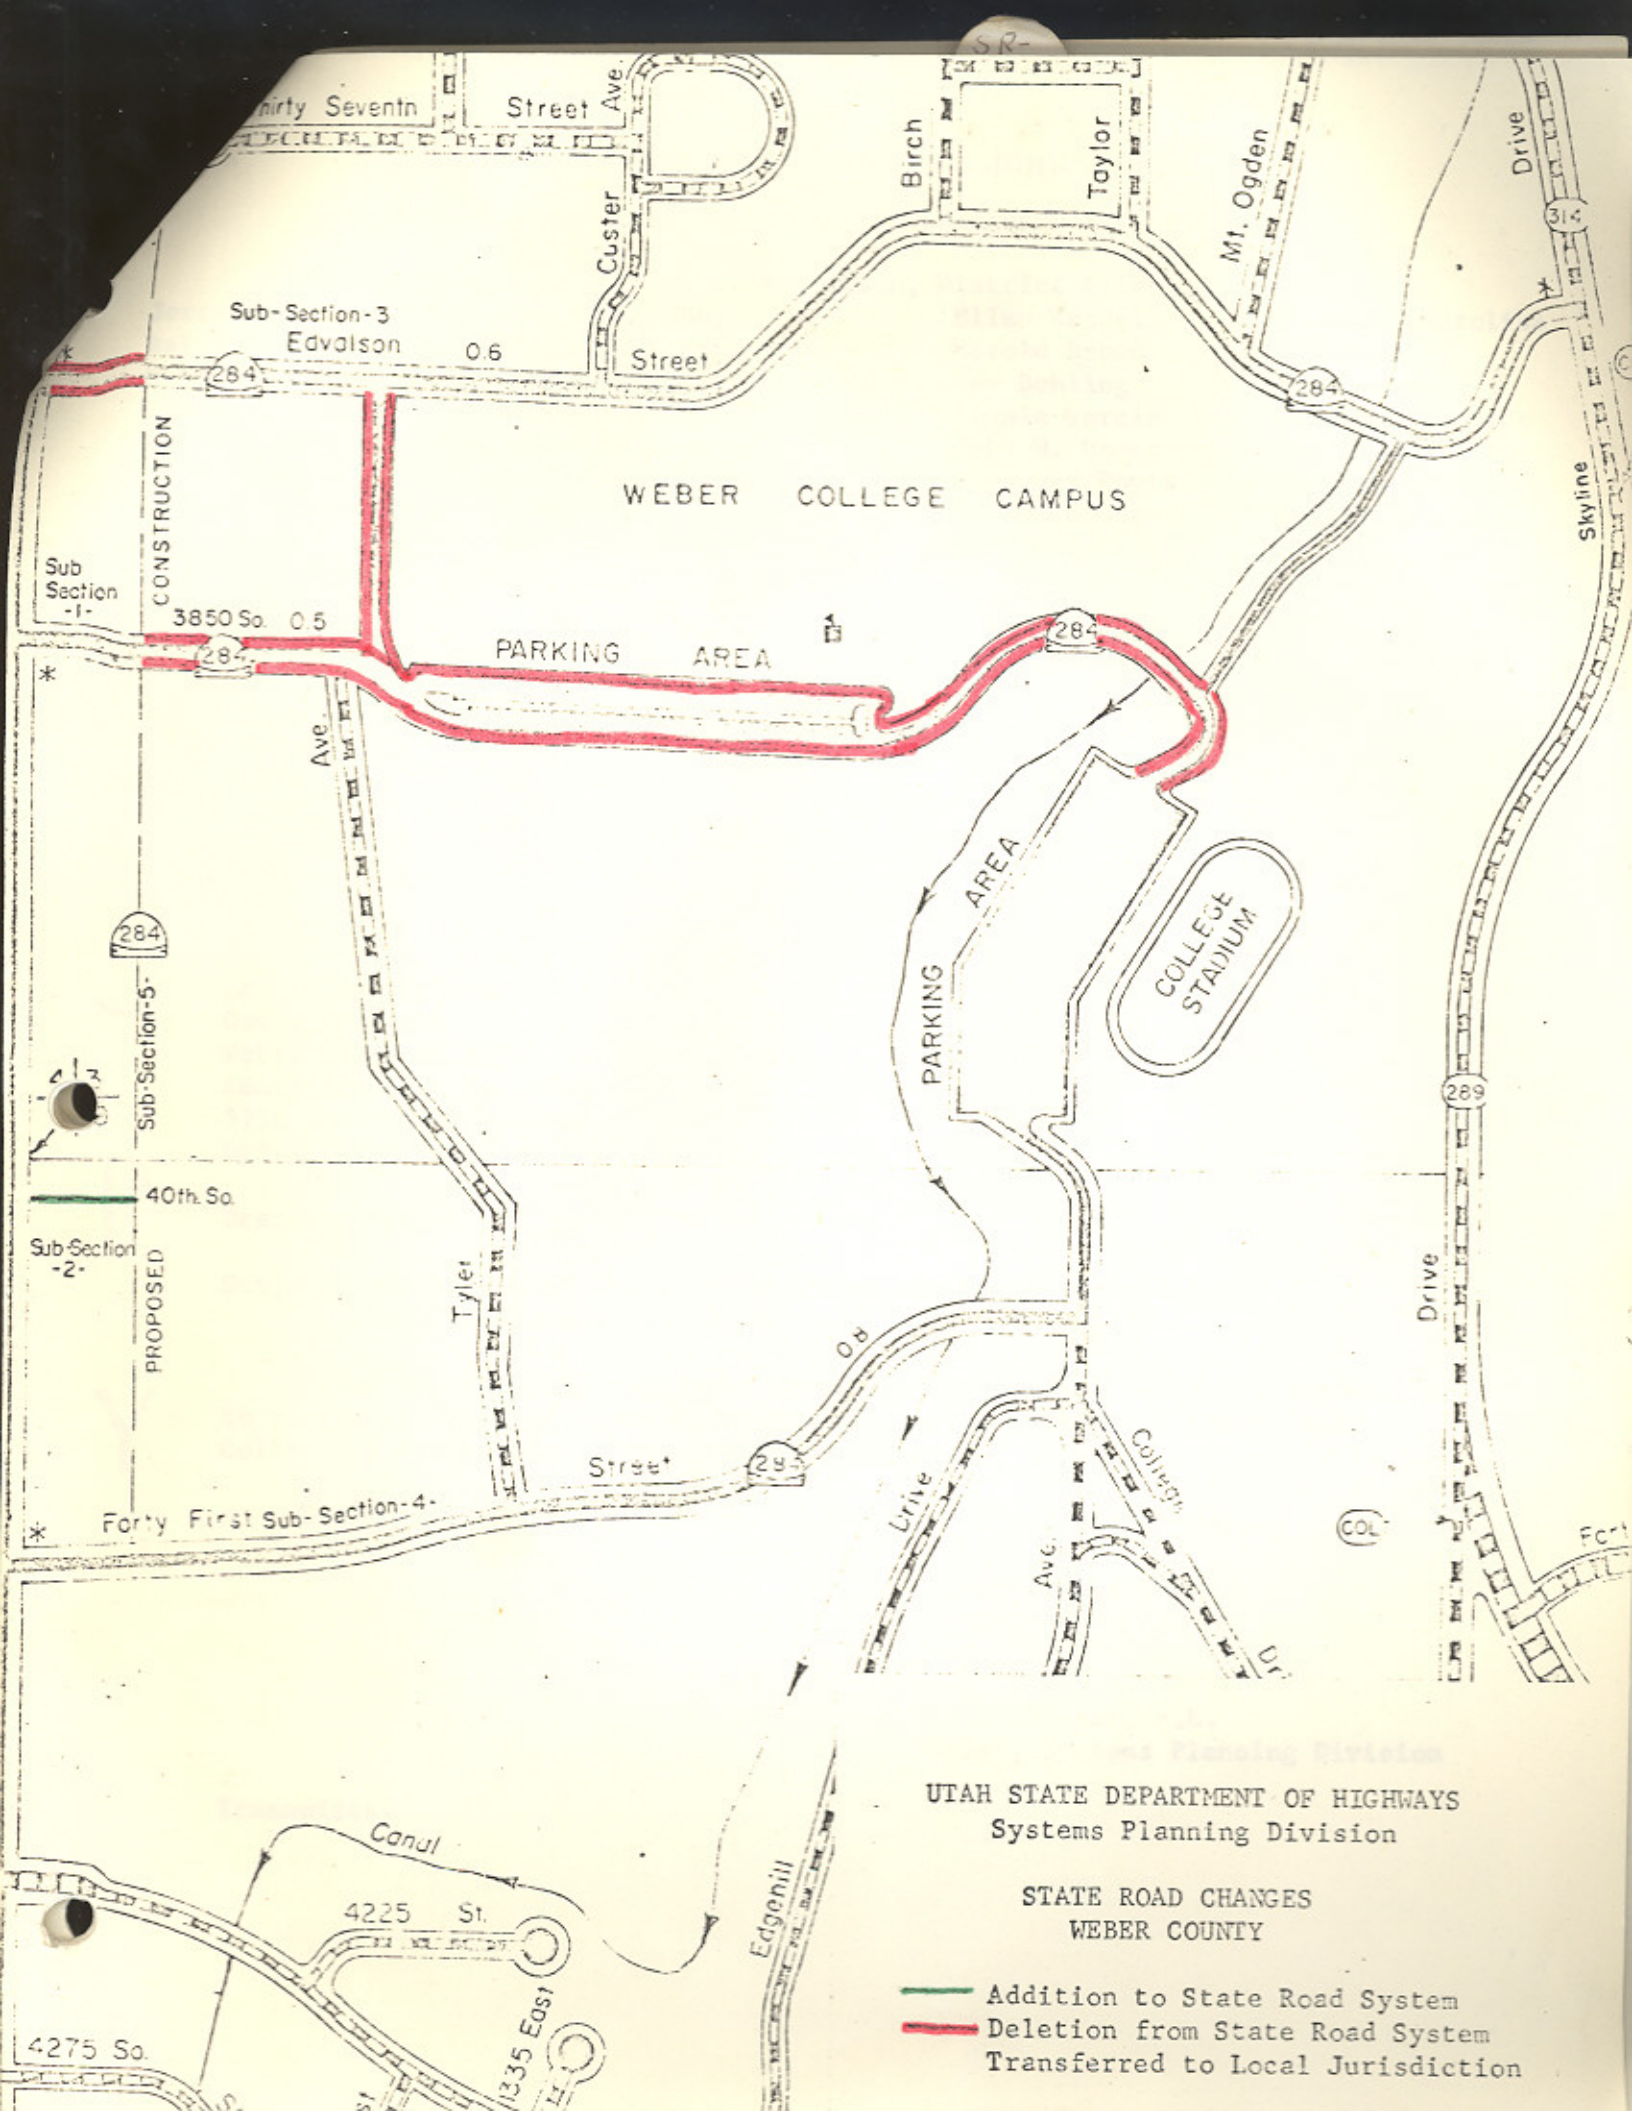 SR-
Street
Ave.
Custer
Birch
Taylor
Mt. Ogden
Drive
Sub-Section-3
Edvalson
0.6
Street
284
284
Skyline
CONSTRUCTION
WEBER COLLEGE CAMPUS
Sub
Section
-1-
3850 So. 0.5
284
PARKING AREA
284
Ave.
AREA
PARKING
COLLEGE
STADIUM
284
Sub-Section-5-
289
40th. So.
Sub-Section
-2-
PROPOSED
Tyler
Drive
Street
Forty First Sub-Section-4-
Drive
College
Ave.
Canal
4225 St.
Edgehill
1335 East
4275 So.
UTAH STATE DEPARTMENT OF HIGHWAYS
Systems Planning Division
STATE ROAD CHANGES
WEBER COUNTY
Addition to State Road System
Deletion from State Road System
Transferred to Local Jurisdiction